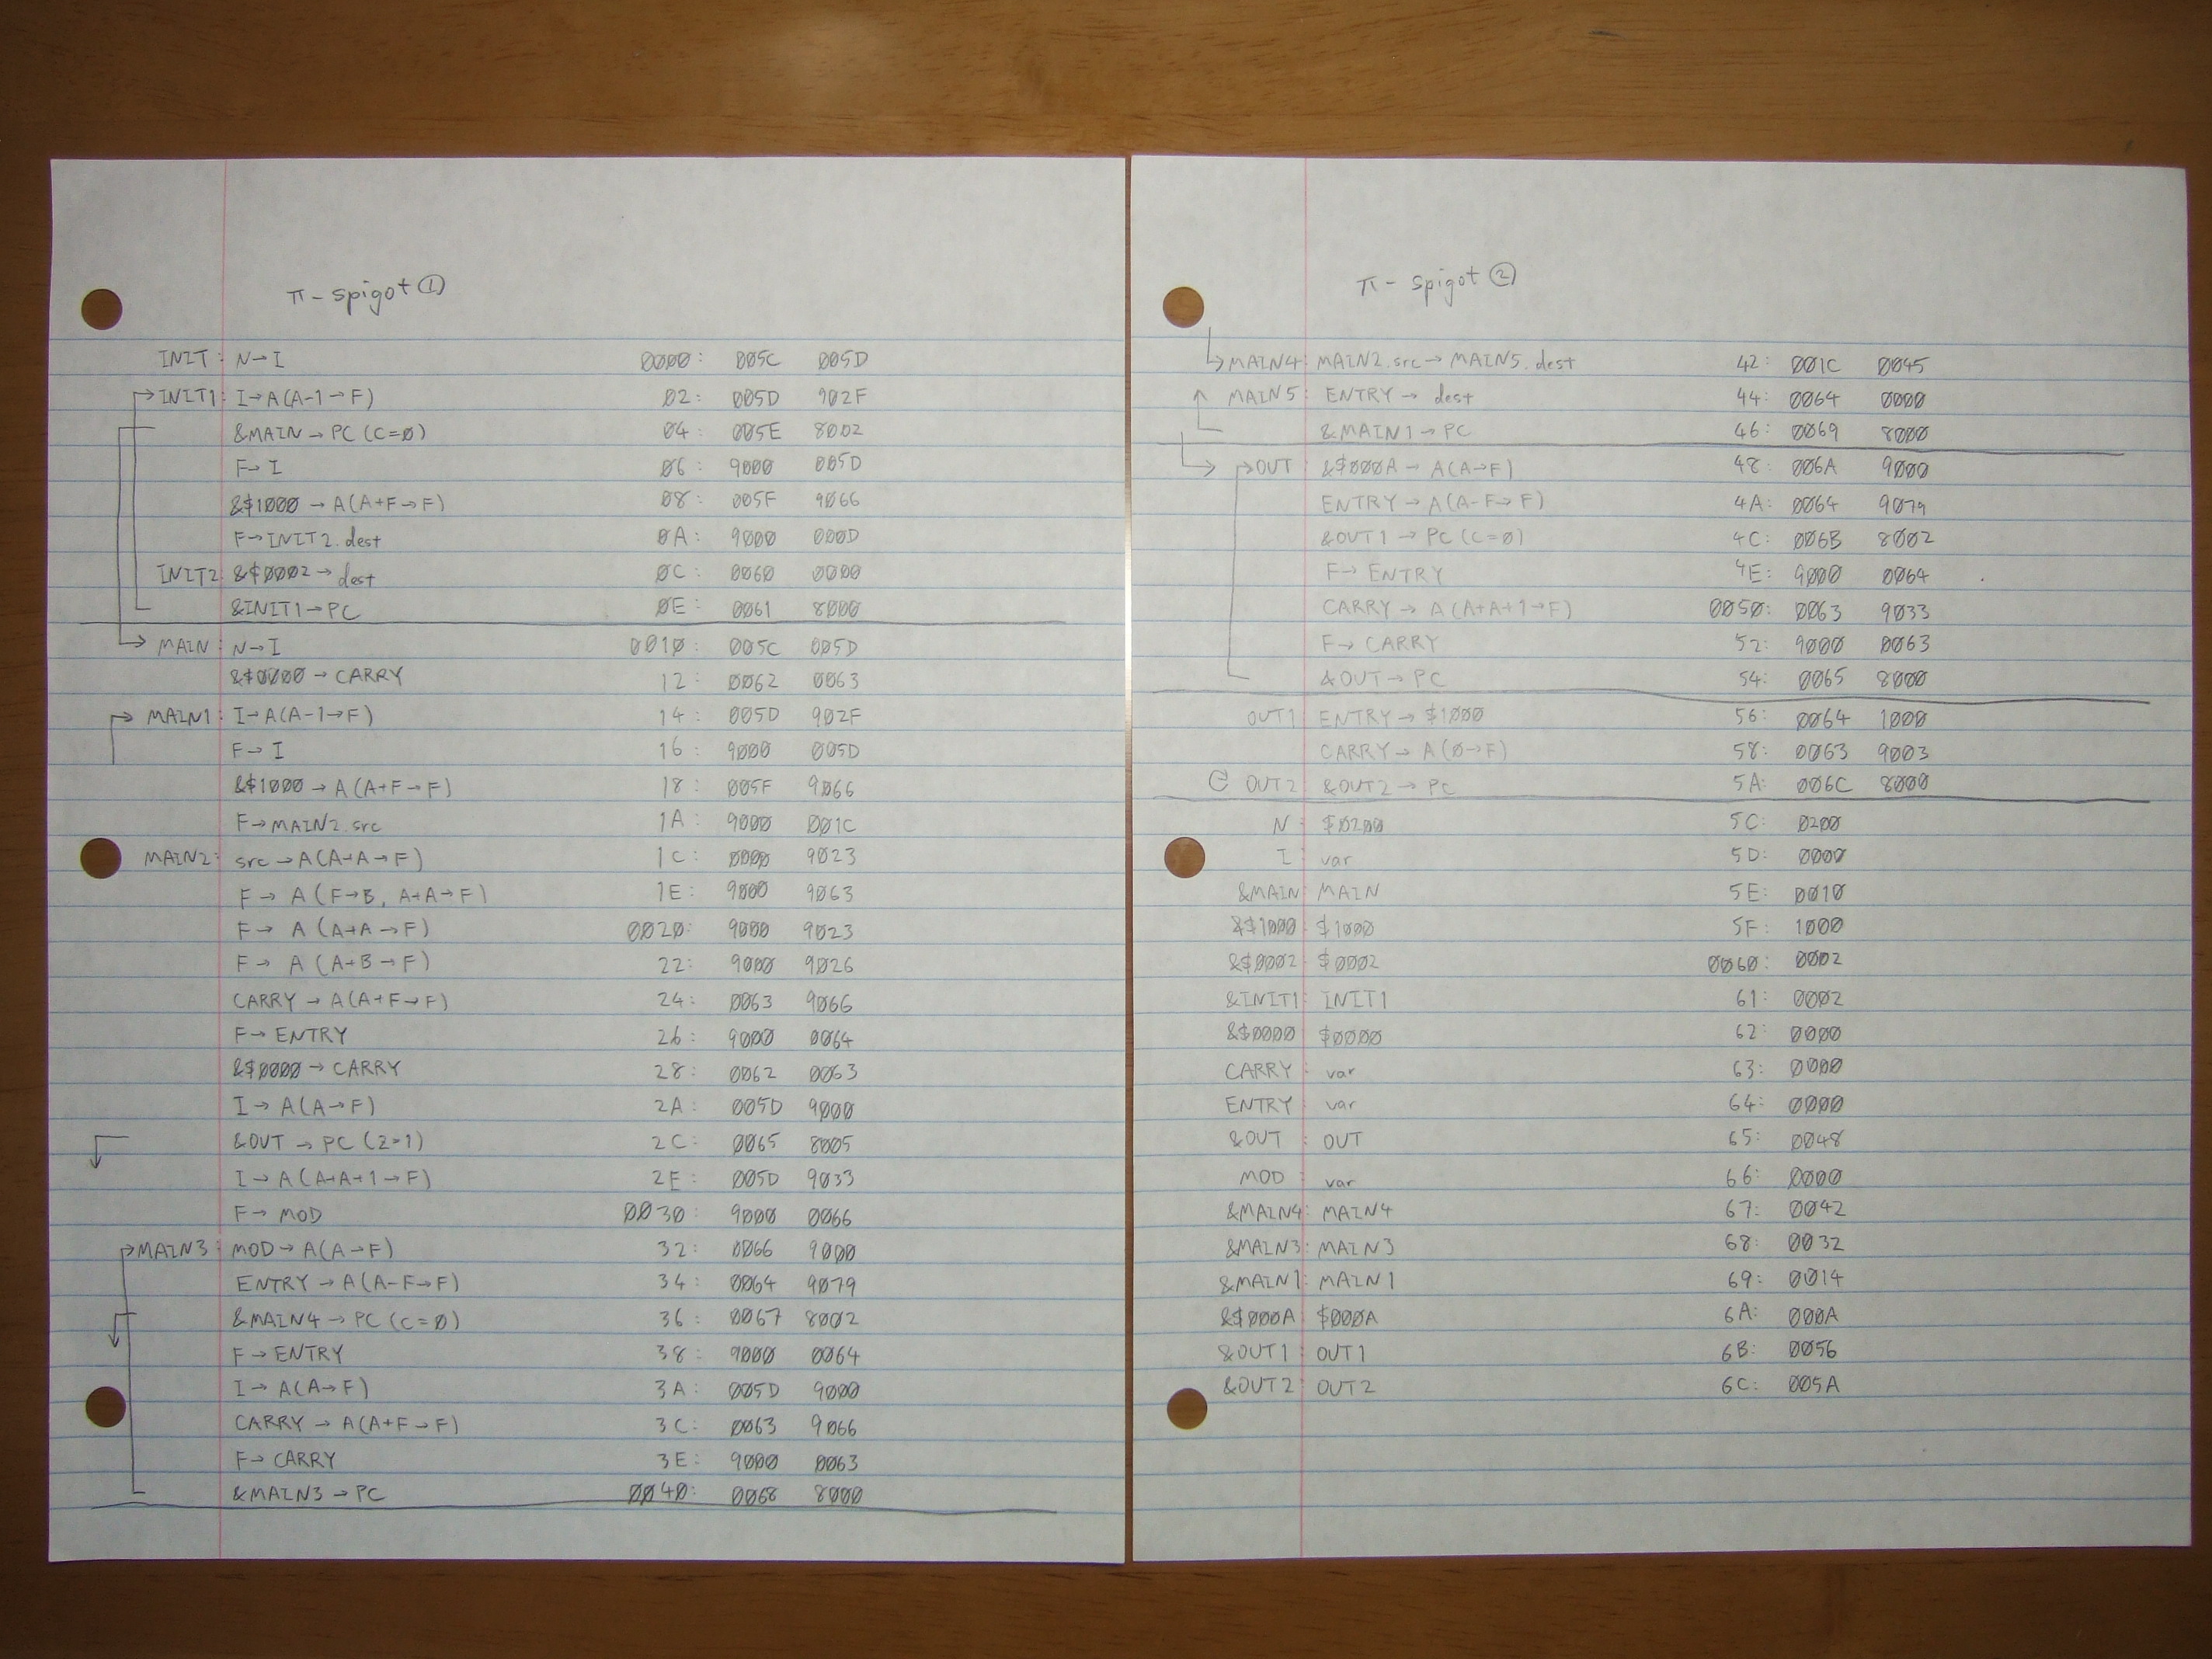 π-spigot ①
INIT: N→I 0000: 005C 005D
INIT1: I→A(A-1→F) 02: 005D 902F
&MAIN→PC(C=0) 04: 005E 8002
F→I 06: 9000 005D
&$1000→A(A+F→F) 08: 005F 9066
F→INIT2.dest 0A: 9000 000D
INIT2: &$0002→dest 0C: 0060 0000
&INIT1→PC 0E: 0061 8000
MAIN: N→I 0010: 005C 005D
&$0000→CARRY 12: 0062 0063
MAIN1: I→A(A-1→F) 14: 005D 902F
F→I 16: 9000 005D
&$1000→A(A+F→F) 18: 005F 9066
F→MAIN2.src 1A: 9000 001C
MAIN2: src→A(A+A→F) 1C: 0000 9023
F→A(F→B, A+A→F) 1E: 9000 9063
F→A(A+A→F) 0020: 9000 9023
F→A(A+B→F) 22: 9000 9026
CARRY→A(A+F→F) 24: 0063 9066
F→ENTRY 26: 9000 0064
&$0000→CARRY 28: 0062 0063
I→A(A→F) 2A: 005D 9000
&OUT→PC(Z=1) 2C: 0065 8005
I→A(A+A+1→F) 2E: 005D 9033
F→MOD 0030: 9000 0066
MAIN3: MOD→A(A→F) 32: 0066 9000
ENTRY→A(A-F→F) 34: 0064 9079
&MAIN4→PC(C=0) 36: 0067 8002
F→ENTRY 38: 9000 0064
I→A(A→F) 3A: 005D 9000
CARRY→A(A+F→F) 3C: 0063 9066
F→CARRY 3E: 9000 0063
&MAIN3→PC 0040: 0068 8000
π-spigot ②
MAIN4: MAIN2.src→MAIN5.dest 42: 001C 0045
MAIN5: ENTRY→dest 44: 0064 0000
&MAIN1→PC 46: 0069 8000
OUT: &$000A→A(A→F) 48: 006A 9000
ENTRY→A(A-F→F) 4A: 0064 9079
&OUT1→PC(C=0) 4C: 006B 8002
F→ENTRY 4E: 9000 0064
CARRY→A(A+A+1→F) 0050: 0063 9033
F→CARRY 52: 9000 0063
&OUT→PC 54: 0065 8000
OUT1: ENTRY→$1000 56: 0064 1000
CARRY→A(0→F) 58: 0063 9003
OUT2: &OUT2→PC 5A: 006C 8000
N: $0200 5C: 0200
I: var 5D: 0000
&MAIN: MAIN 5E: 0010
&$1000: $1000 5F: 1000
&$0002: $0002 0060: 0002
&INIT1: INIT1 61: 0002
&$0000: $0000 62: 0000
CARRY: var 63: 0000
ENTRY: var 64: 0000
&OUT: OUT 65: 0048
MOD: var 66: 0000
&MAIN4: MAIN4 67: 0042
&MAIN3: MAIN3 68: 0032
&MAIN1: MAIN1 69: 0014
&$000A: $000A 6A: 000A
&OUT1: OUT1 6B: 0056
&OUT2: OUT2 6C: 005A